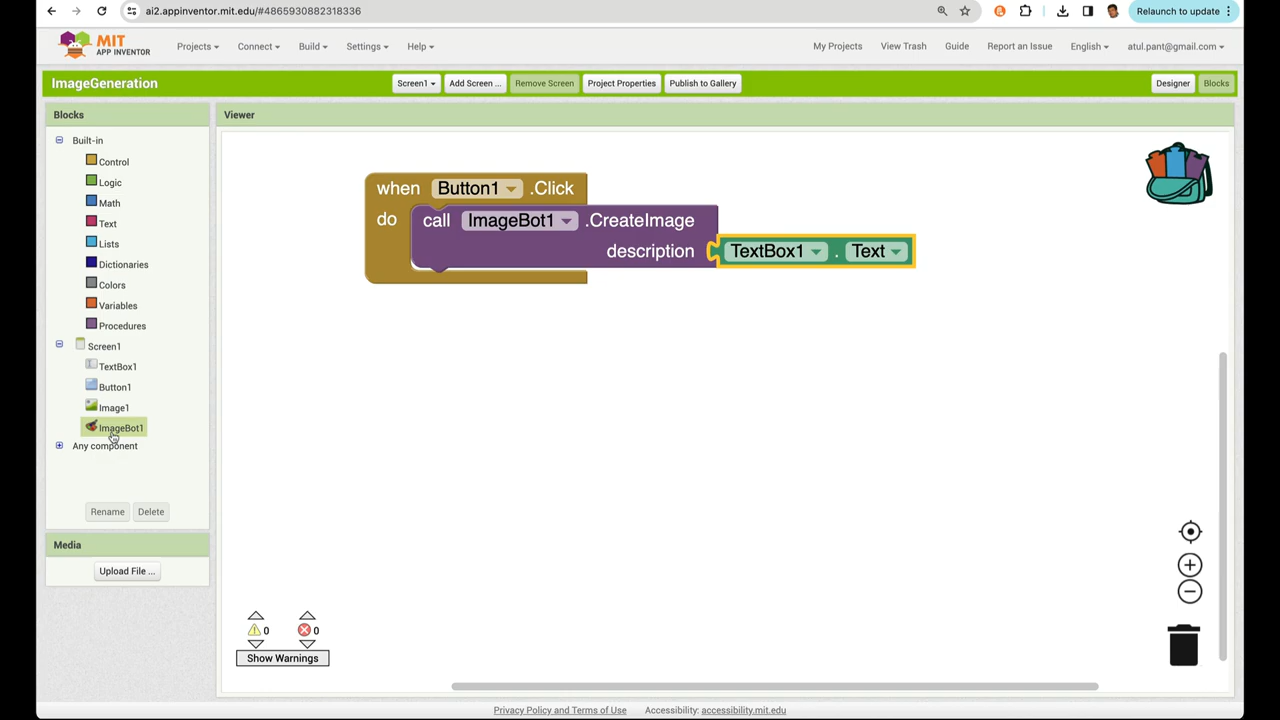 ai2.appinventor.mit.edu/#4865930882318336
Relaunch to update
MIT
APP INVENTOR
Projects Connect Build Settings Help My Projects View Trash Guide Report an Issue English atul.pant@gmail.com
ImageGeneration Screen1 Add Screen ... Remove Screen Project Properties Publish to Gallery Designer Blocks
Blocks
Viewer
Built-in
Control
Logic
Math
Text
Lists
Dictionaries
Colors
Variables
Procedures
Screen1
TextBox1
Button1
Image1
ImageBot1
Any component
Rename Delete
Media
Upload File ...
when Button1 .Click
do call ImageBot1 .CreateImage
description TextBox1 . Text
0 0
Show Warnings
Privacy Policy and Terms of Use Accessibility: accessibility.mit.edu